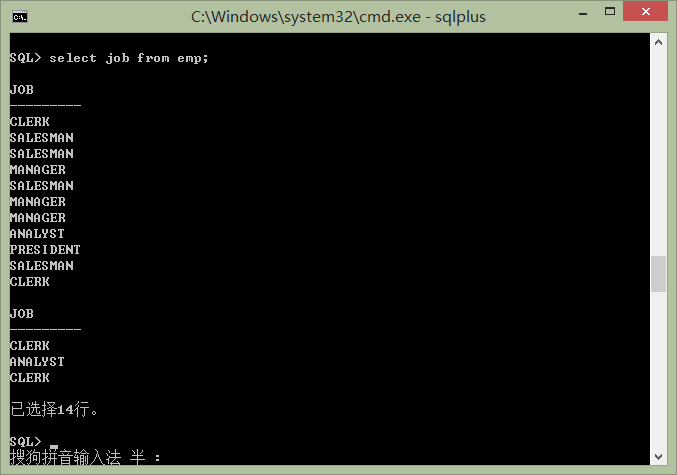 C:\Windows\system32\cmd.exe - sqlplus
SQL> select job from emp;
JOB
---------
CLERK
SALESMAN
SALESMAN
MANAGER
SALESMAN
MANAGER
MANAGER
ANALYST
PRESIDENT
SALESMAN
CLERK
JOB
---------
CLERK
ANALYST
CLERK
已选择14行。
SQL> _
搜狗拼音输入法 半 :